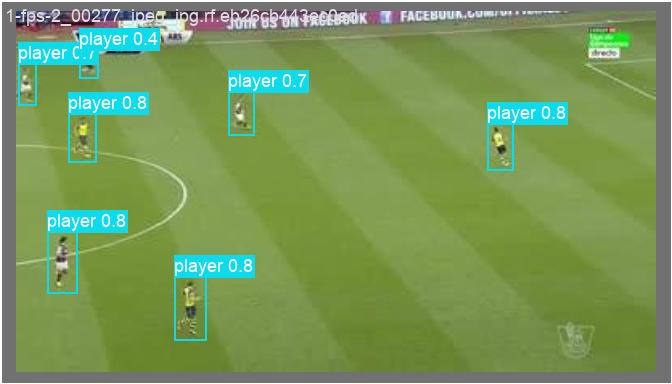 1-fps-2_00277_jpeg_jpg.rf.eb26cb443ec0ed
JOIN US ON FACEBOOK
FACEBOOK.COM/
player 0.4
ARS
player 0.7
directo
player 0.7
player 0.8
player 0.8
player 0.8
player 0.8